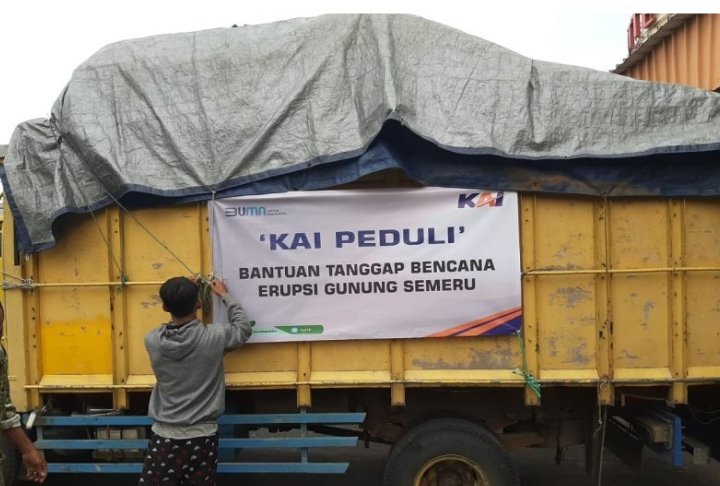 BUMN
KAI
'KAI PEDULI'
BANTUAN TANGGAP BENCANA
ERUPSI GUNUNG SEMERU